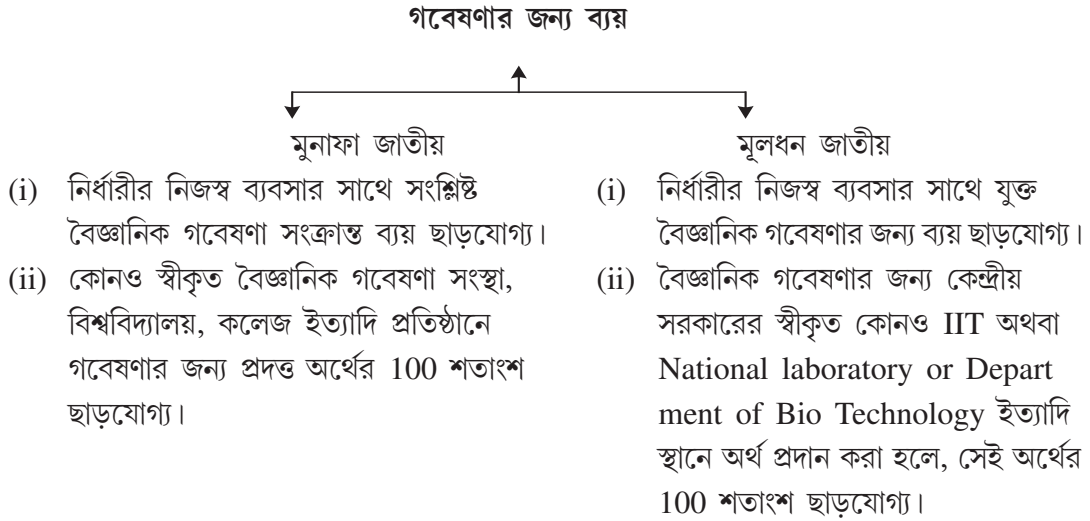 গবেষণার জন্য ব্যয়
মুনাফা জাতীয়
(i) নির্ধারীর নিজস্ব ব্যবসার সাথে সংশ্লিষ্ট
বৈজ্ঞানিক গবেষণা সংক্রান্ত ব্যয় ছাড়যোগ্য।
(ii) কোনও স্বীকৃত বৈজ্ঞানিক গবেষণা সংস্থা,
বিশ্ববিদ্যালয়, কলেজ ইত্যাদি প্রতিষ্ঠানে
গবেষণার জন্য প্রদত্ত অর্থের 100 শতাংশ
ছাড়যোগ্য।
মূলধন জাতীয়
(i) নির্ধারীর নিজস্ব ব্যবসার সাথে যুক্ত
বৈজ্ঞানিক গবেষণার জন্য ব্যয় ছাড়যোগ্য।
(ii) বৈজ্ঞানিক গবেষণার জন্য কেন্দ্রীয়
সরকারের স্বীকৃত কোনও IIT অথবা
National laboratory or Depart
ment of Bio Technology ইত্যাদি
স্থানে অর্থ প্রদান করা হলে, সেই অর্থের
100 শতাংশ ছাড়যোগ্য।